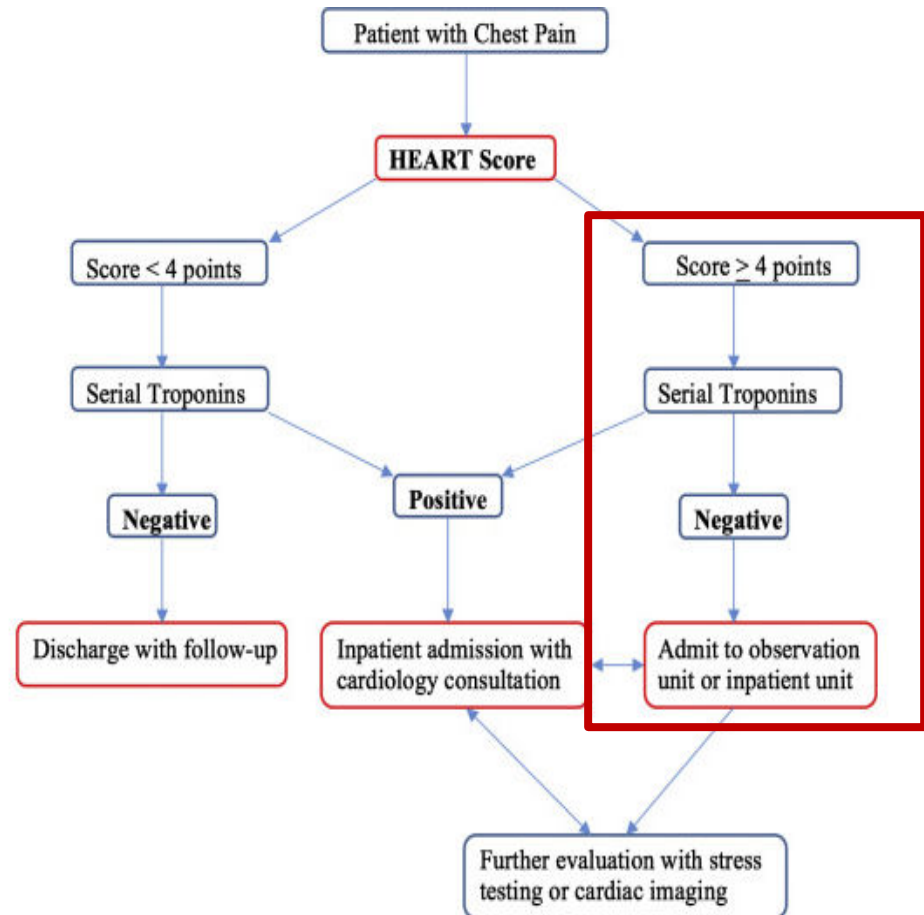 Patient with Chest Pain
HEART Score
Score < 4 points
Score ≥ 4 points
Serial Troponins
Serial Troponins
Negative
Positive
Negative
Discharge with follow-up
Inpatient admission with
cardiology consultation
Admit to observation
unit or inpatient unit
Further evaluation with stress
testing or cardiac imaging